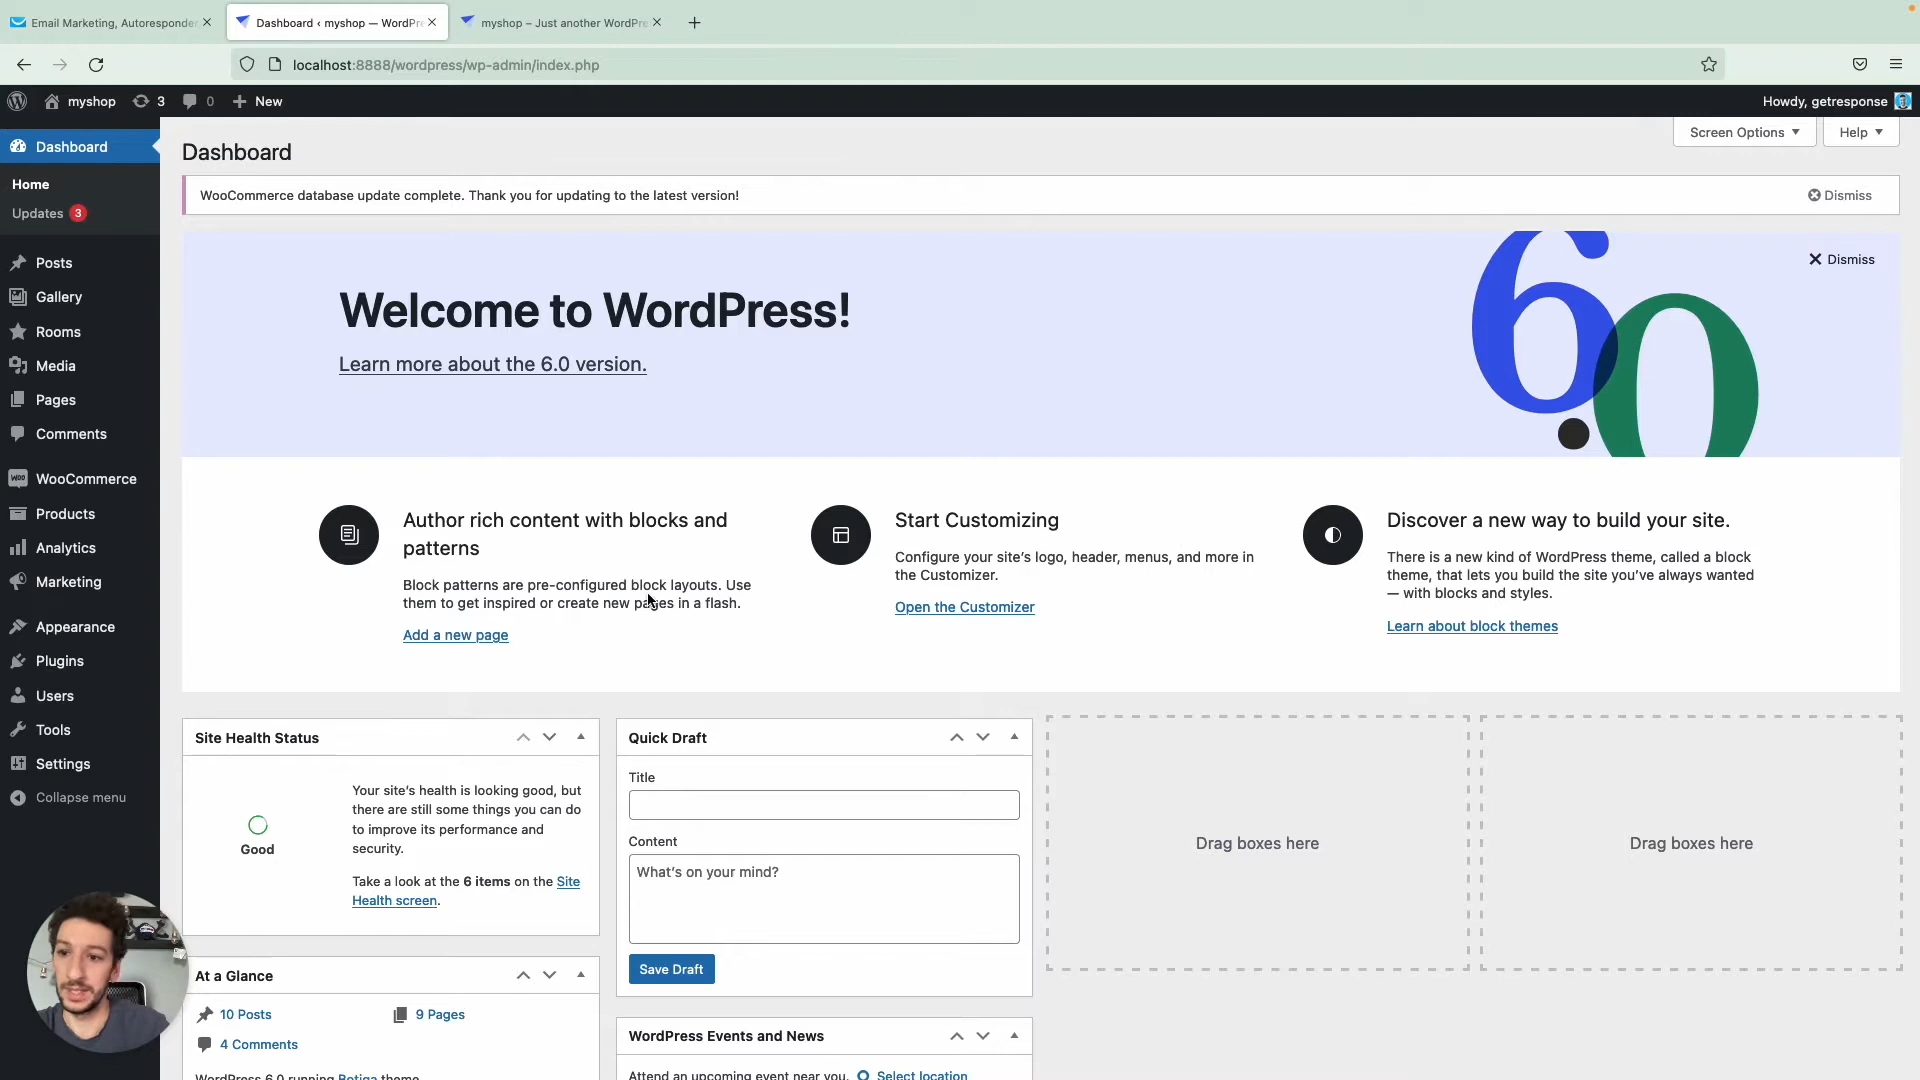 Email Marketing, Autoresponder
Dashboard ‹ myshop — WordPr
myshop – Just another WordPre
localhost:8888/wordpress/wp-admin/index.php
myshop
3
0
New
Howdy, getresponse
Screen Options
Help
Dashboard
Home
Updates 3
Posts
Gallery
Rooms
Media
Pages
Comments
WooCommerce
Products
Analytics
Marketing
Appearance
Plugins
Users
Tools
Settings
Collapse menu
Dashboard
WooCommerce database update complete. Thank you for updating to the latest version!
Dismiss
Welcome to WordPress!
Learn more about the 6.0 version.
Dismiss
60
Author rich content with blocks and
patterns
Block patterns are pre-configured block layouts. Use
them to get inspired or create new pages in a flash.
Add a new page
Start Customizing
Configure your site's logo, header, menus, and more in
the Customizer.
Open the Customizer
Discover a new way to build your site.
There is a new kind of WordPress theme, called a block
theme, that lets you build the site you've always wanted
— with blocks and styles.
Learn about block themes
Site Health Status
Good
Your site's health is looking good, but
there are still some things you can do
to improve its performance and
security.
Take a look at the 6 items on the Site
Health screen.
At a Glance
10 Posts
9 Pages
4 Comments
WordPress 6.0 running Botiga theme.
Quick Draft
Title
Content
What's on your mind?
Save Draft
WordPress Events and News
Attend an upcoming event near you.
Select location
Drag boxes here
Drag boxes here